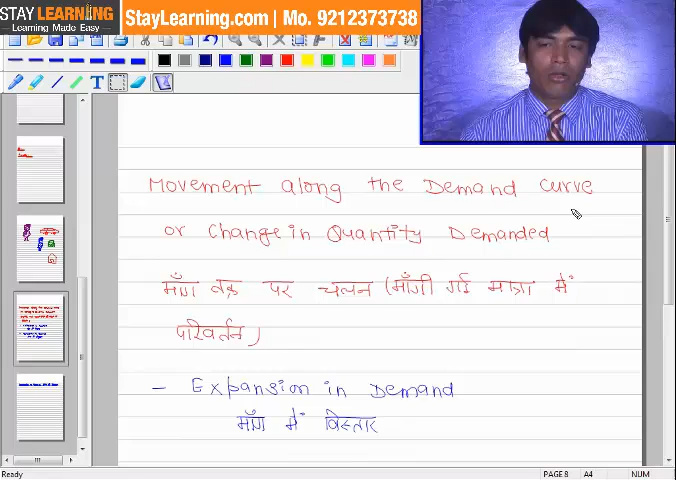 STAY LEARNING
Learning Made Easy
StayLearning.com | Mo. 9212373738
Movement along the Demand curve
or Change in Quantity Demanded
माँग वक्र पर चलन (माँगी गई मात्रा में
परिवर्तन)
- Expansion in Demand
माँग में विस्तार
Ready
PAGE 8
A4
NUM